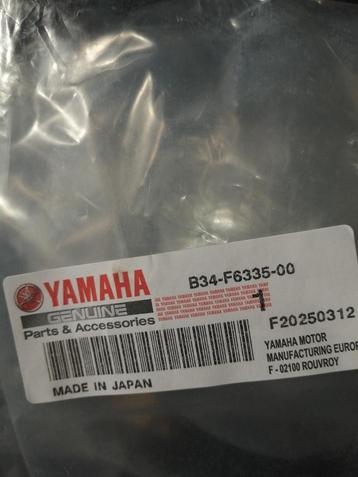 YAMAHA
GENUINE
Parts & Accessories
B34-F6335-00
1
F20250312
MADE IN JAPAN
YAMAHA MOTOR
MANUFACTURING EUROP
F - 02100 ROUVROY